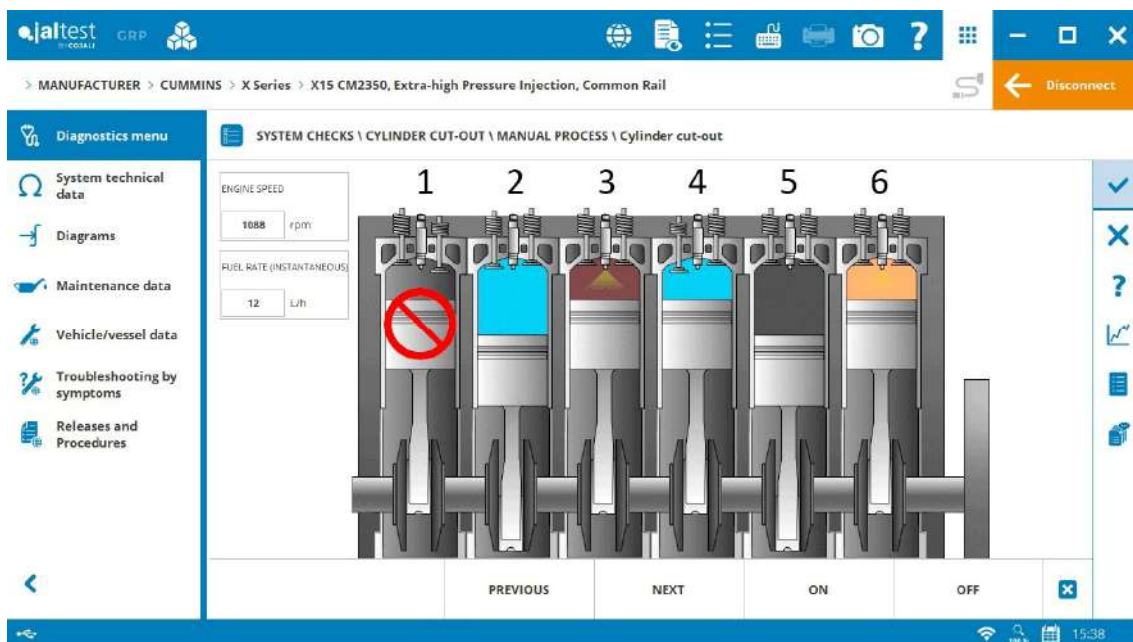 jaltest GRP
BY COJALI
> MANUFACTURER > CUMMINS > X Series > X15 CM2350, Extra-high Pressure Injection, Common Rail
Disconnect
Diagnostics menu
SYSTEM CHECKS \ CYLINDER CUT-OUT \ MANUAL PROCESS \ Cylinder cut-out
System technical
data
Diagrams
Maintenance data
Vehicle/vessel data
Troubleshooting by
symptoms
Releases and
Procedures
ENGINE SPEED
1088 rpm
FUEL RATE (INSTANTANEOUS)
12 L/h
1 2 3 4 5 6
PREVIOUS NEXT ON OFF
15:38